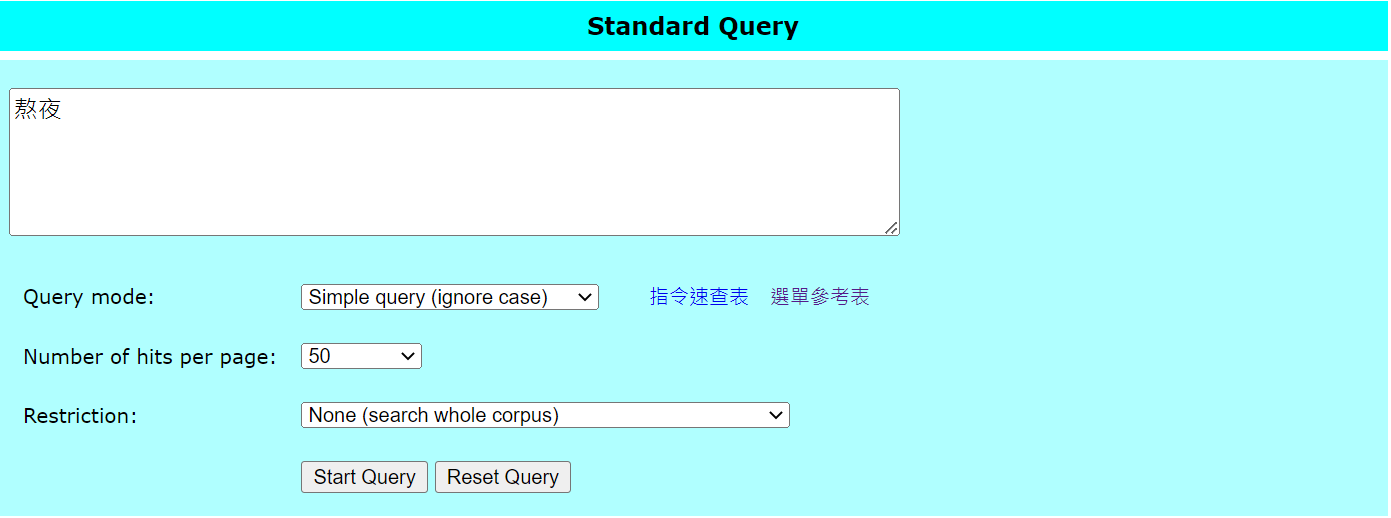 Standard Query
熬夜
Query mode: Simple query (ignore case) 指令速查表 選單參考表
Number of hits per page: 50
Restriction: None (search whole corpus)
Start Query Reset Query